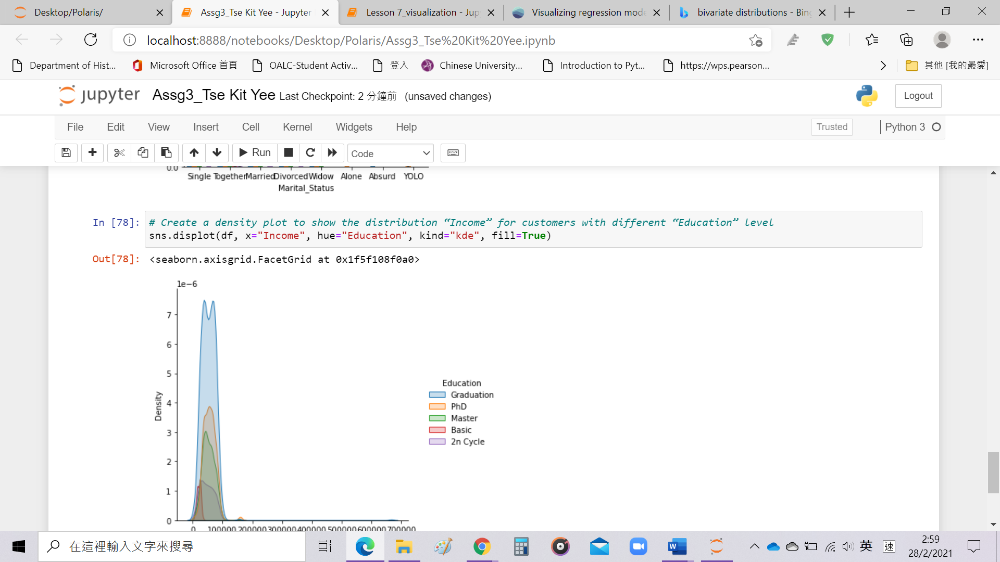 Desktop/Polaris/
Assg3_Tse Kit Yee - Jupyter
Lesson 7_visualization - Jup
Visualizing regression mode
bivariate distributions - Bing
localhost:8888/notebooks/Desktop/Polaris/Assg3_Tse%20Kit%20Yee.ipynb
Department of Hist...
Microsoft Office 首頁
OALC-Student Activ...
登入
Chinese University...
Introduction to Pyt...
https://wps.pearson...
其他 [我的最愛]
jupyter Assg3_Tse Kit Yee Last Checkpoint: 2 分鐘前 (unsaved changes)
Logout
File Edit View Insert Cell Kernel Widgets Help
Trusted
Python 3
Run
Code
0.0
Single Together Married Divorced Widow Alone Absurd YOLO
Marital_Status
In [78]: # Create a density plot to show the distribution “Income” for customers with different “Education” level
sns.displot(df, x="Income", hue="Education", kind="kde", fill=True)
Out[78]: <seaborn.axisgrid.FacetGrid at 0x1f5f108f0a0>
1e−6
7
6
5
4
3
2
1
0
Density
Education
Graduation
PhD
Master
Basic
2n Cycle
0 100000 200000 300000 400000 500000 600000 700000
在這裡輸入文字來搜尋
英
速
2:59
28/2/2021